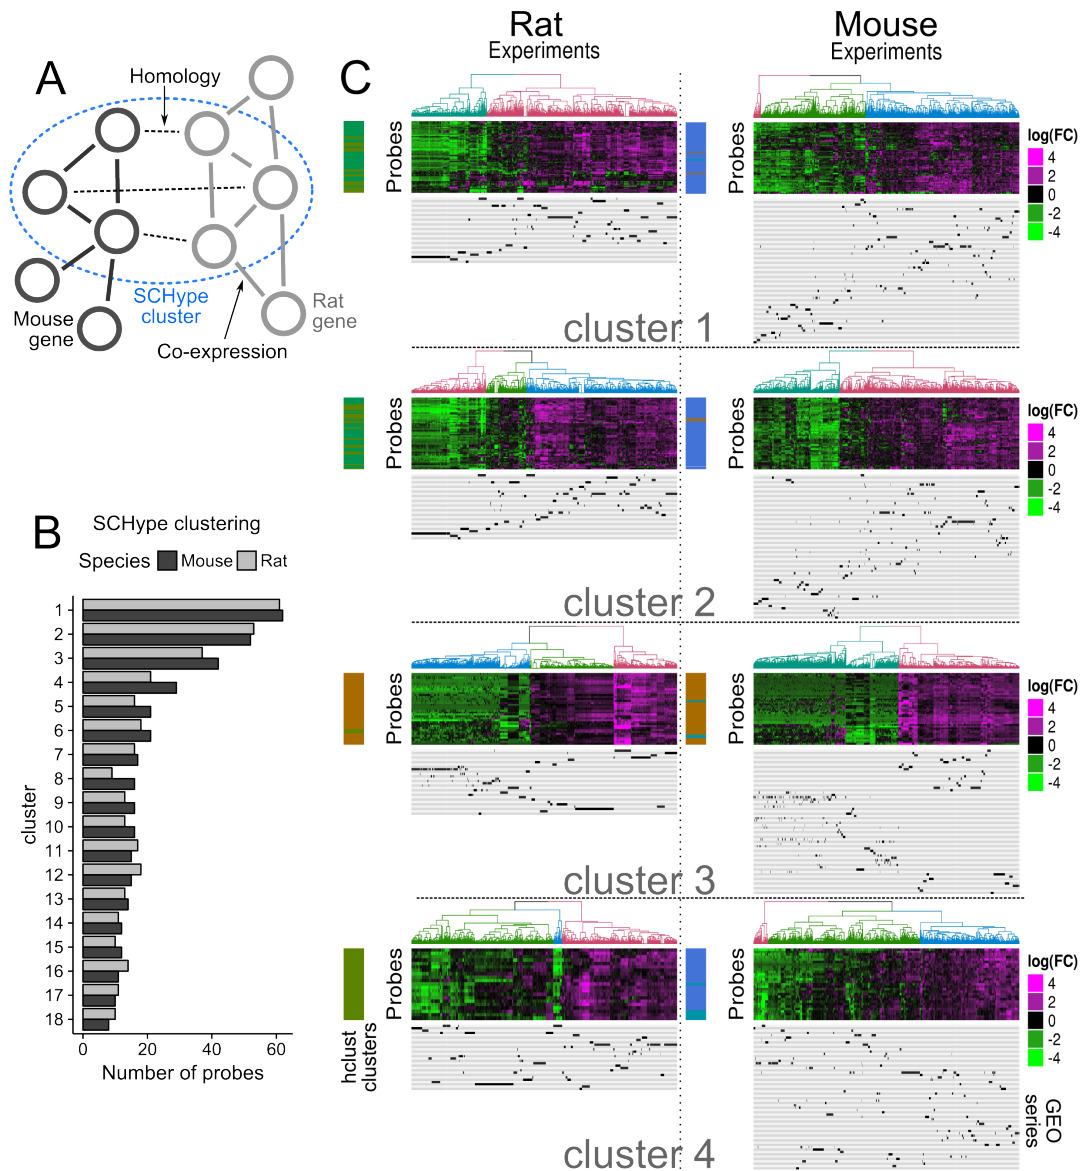 A
Homology
SCHype
cluster
Mouse
gene
Rat
gene
Co-expression
B
SCHype clustering
Species Mouse Rat
cluster
1
2
3
4
5
6
7
8
9
10
11
12
13
14
15
16
17
18
0 20 40 60
Number of probes
C
Rat
Experiments
Mouse
Experiments
Probes
Probes
log(FC)
4
2
0
-2
-4
cluster 1
Probes
Probes
log(FC)
4
2
0
-2
-4
cluster 2
Probes
Probes
log(FC)
4
2
0
-2
-4
cluster 3
Probes
Probes
log(FC)
4
2
0
-2
-4
hclust
clusters
GEO
series
cluster 4